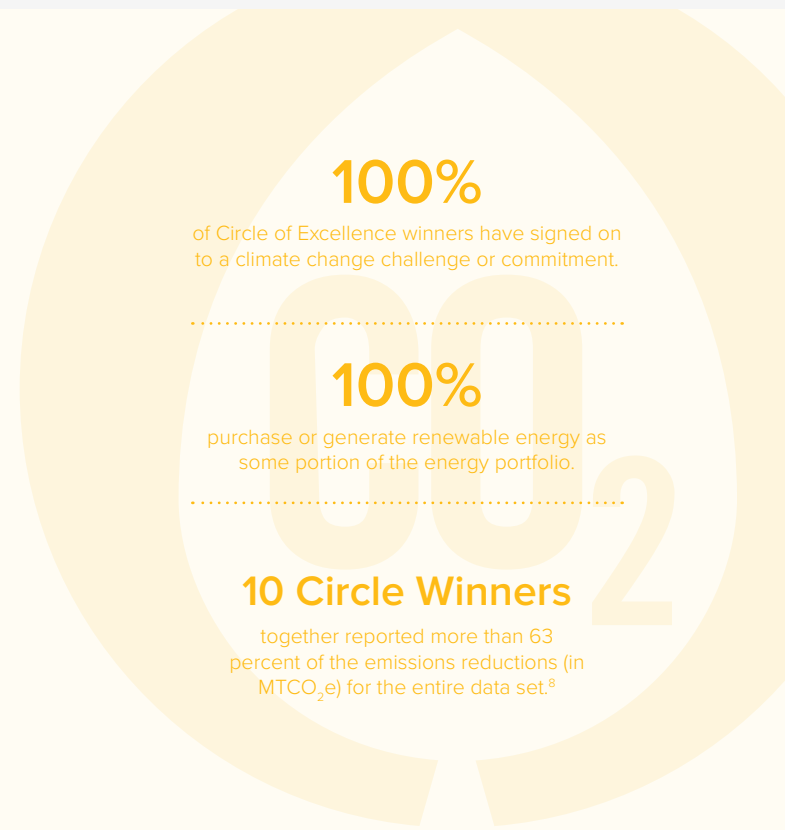 100%
of Circle of Excellence winners have signed on
to a climate change challenge or commitment.
100%
purchase or generate renewable energy as
some portion of the energy portfolio.
10 Circle Winners
together reported more than 63
percent of the emissions reductions (in
MTCO₂e) for the entire data set.⁸
CO₂